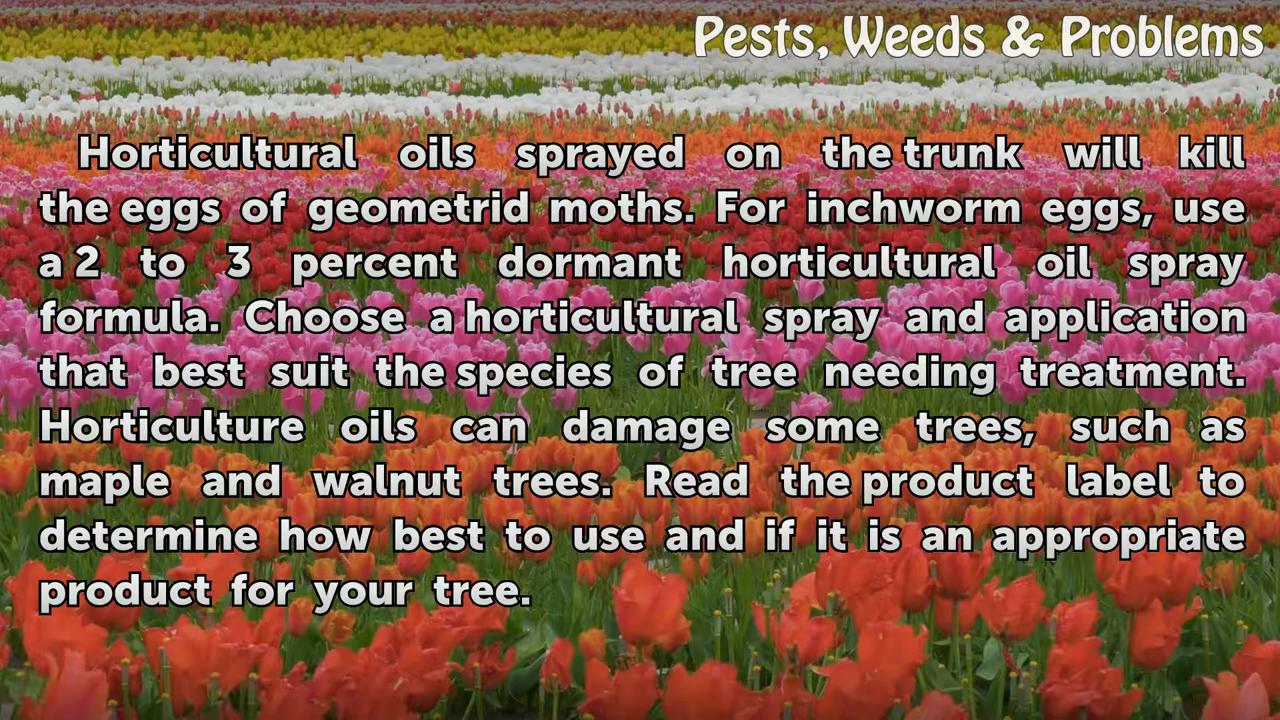 Pests, Weeds & Problems
Horticultural oils sprayed on the trunk will kill
the eggs of geometrid moths. For inchworm eggs, use
a 2 to 3 percent dormant horticultural oil spray
formula. Choose a horticultural spray and application
that best suit the species of tree needing treatment.
Horticulture oils can damage some trees, such as
maple and walnut trees. Read the product label to
determine how best to use and if it is an appropriate
product for your tree.